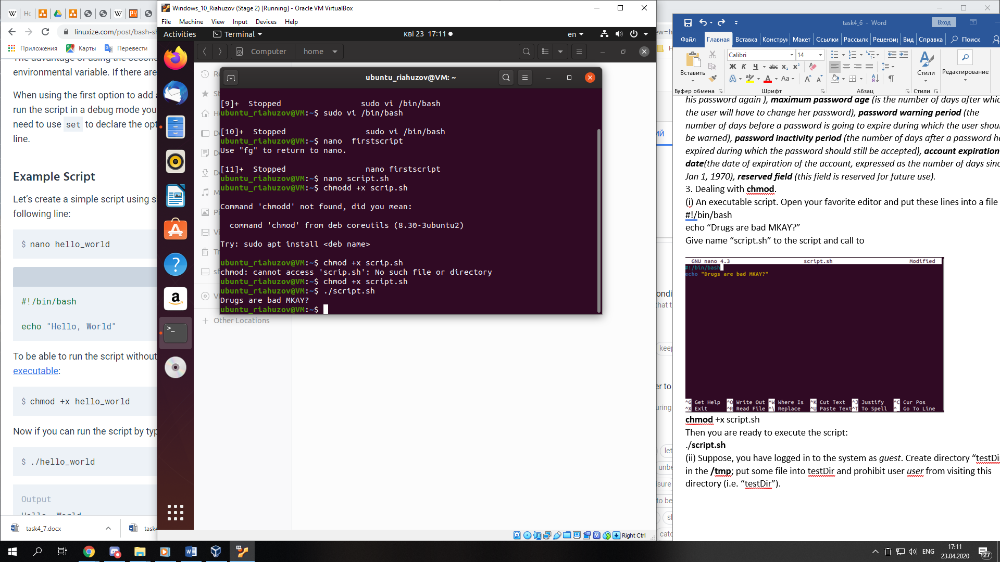 Windows_10_Riahuzov (Stage 2) [Running] - Oracle VM VirtualBox
File Machine View Input Devices Help
Activities Terminal кві 23 17:11 en
linuxize.com/post/bash-sh
Приложения Карты Перевести
The advantage of using the second
environmental variable. If there are
When using the first option to add a
run the script in a debug mode you
need to use set to declare the opt
line.
Example Script
Let's create a simple script using sh
following line:
$ nano hello_world
#!/bin/bash
echo "Hello, World"
To be able to run the script without
executable:
$ chmod +x hello_world
Now if you can run the script by typ
$ ./hello_world
Output
Hello, World
task4_7.docx
Computer home
Other Locations
ubuntu_riahuzov@VM: ~
[9]+ Stopped sudo vi /bin/bash
ubuntu_riahuzov@VM:~$ sudo vi /bin/bash
[10]+ Stopped sudo vi /bin/bash
ubuntu_riahuzov@VM:~$ nano  firstscript
Use "fg" to return to nano.
[11]+ Stopped nano firstscript
ubuntu_riahuzov@VM:~$ nano script.sh
ubuntu_riahuzov@VM:~$ chmodd +x scrip.sh
Command 'chmodd' not found, did you mean:
command 'chmod' from deb coreutils (8.30-3ubuntu2)
Try: sudo apt install <deb name>
ubuntu_riahuzov@VM:~$ chmod +x scrip.sh
chmod: cannot access 'scrip.sh': No such file or directory
ubuntu_riahuzov@VM:~$ chmod +x script.sh
ubuntu_riahuzov@VM:~$ ./script.sh
Drugs are bad MKAY?
ubuntu_riahuzov@VM:~$
Right Ctrl
task4_6 - Word Вход
Файл Главная Вставка Констру Макет Ссылки Рассылк Рецензи Вид Справка Поиск
Calibri 14
Вставить Ж К Ч abc x₂ x² Стили Редактирование
Буфер обмена Шрифт Абзац Стили
his password again ), maximum password age (is the number of days after whic
the user will have to change her password), password warning period (the
number of days before a password is going to expire during which the user shou
be warned), password inactivity period (the number of days after a password ha
expired during which the password should still be accepted), account expiration
date(the date of expiration of the account, expressed as the number of days sinc
Jan 1, 1970), reserved field (this field is reserved for future use).
3. Dealing with chmod.
(i) An executable script. Open your favorite editor and put these lines into a file
#!/bin/bash
echo “Drugs are bad MKAY?”
Give name “script.sh” to the script and call to
GNU nano 4.3 script.sh Modified
#!/bin/bash
echo "Drugs are bad MKAY?"
^G Get Help ^O Write Out ^W Where Is ^K Cut Text ^J Justify ^C Cur Pos
^X Exit ^R Read File ^\ Replace ^U Paste Text ^T To Spell ^_ Go To Line
chmod +x script.sh
Then you are ready to execute the script:
./script.sh
(ii) Suppose, you have logged in to the system as guest. Create directory “testDi
in the /tmp; put some file into testDir and prohibit user user from visiting this
directory (i.e. “testDir”).
ENG 17:11
23.04.2020
27